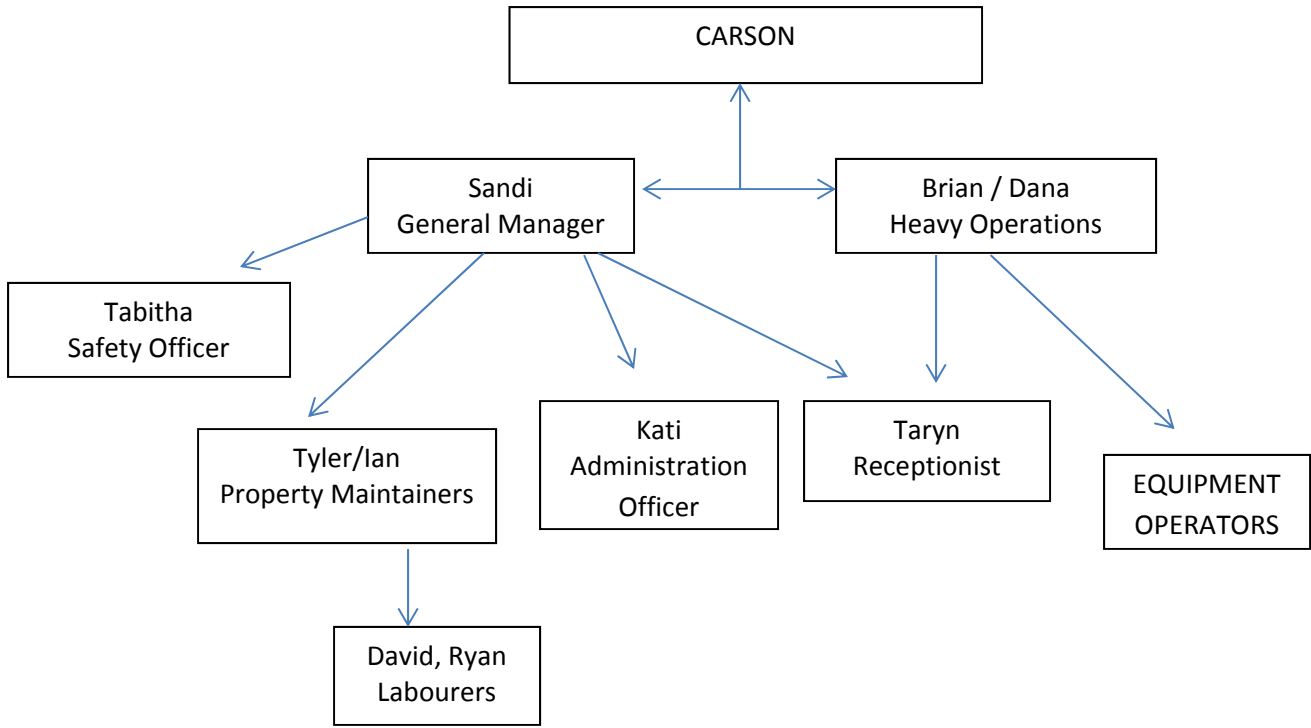 CARSON
Sandi
General Manager
Brian / Dana
Heavy Operations
Tabitha
Safety Officer
Tyler/Ian
Property Maintainers
Kati
Administration
Officer
Taryn
Receptionist
EQUIPMENT
OPERATORS
David, Ryan
Labourers